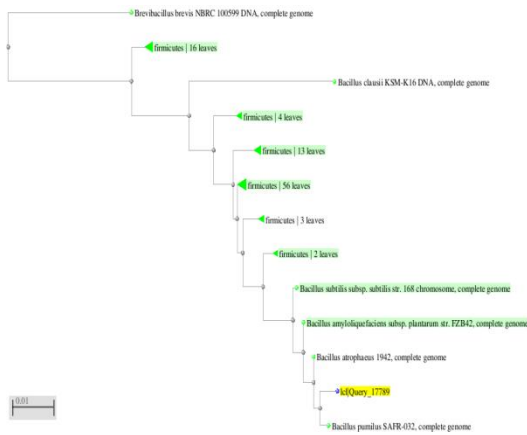 Brevibacillus brevis NBRC 100599 DNA, complete genome
firmicutes | 16 leaves
Bacillus clausii KSM-K16 DNA, complete genome
firmicutes | 4 leaves
firmicutes | 13 leaves
firmicutes | 56 leaves
firmicutes | 3 leaves
firmicutes | 2 leaves
Bacillus subtilis subsp. subtilis str. 168 chromosome, complete genome
Bacillus amyloliquefaciens subsp. plantarum str. FZB42, complete genome
Bacillus atrophaeus 1942, complete genome
lcl|Query_17789
0.01
Bacillus pumilus SAFR-032, complete genome